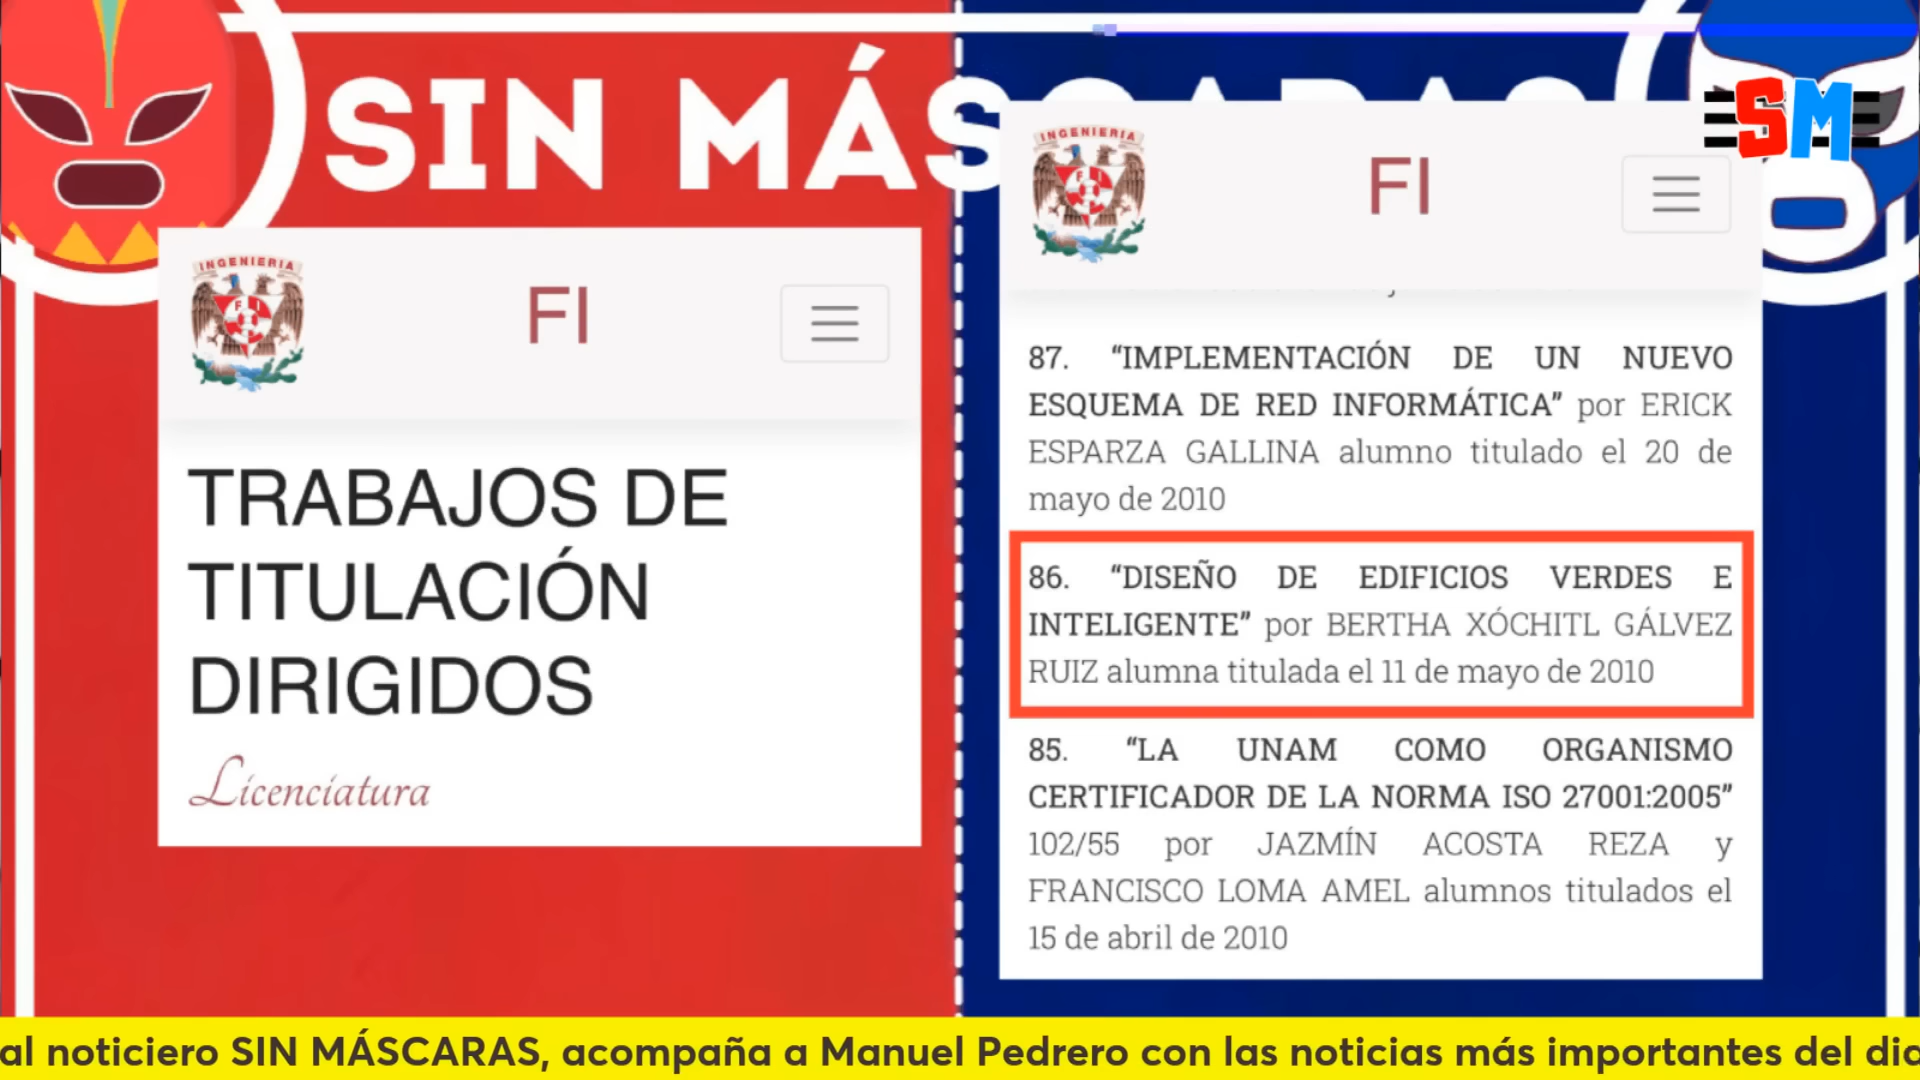 SIN MÁSCARAS
SM
INGENIERIA
FI
TRABAJOS DE
TITULACIÓN
DIRIGIDOS
Licenciatura
INGENIERIA
FI
87. “IMPLEMENTACIÓN DE UN NUEVO
ESQUEMA DE RED INFORMÁTICA” por ERICK
ESPARZA GALLINA alumno titulado el 20 de
mayo de 2010
86. “DISEÑO DE EDIFICIOS VERDES E
INTELIGENTE” por BERTHA XÓCHITL GÁLVEZ
RUIZ alumna titulada el 11 de mayo de 2010
85. “LA UNAM COMO ORGANISMO
CERTIFICADOR DE LA NORMA ISO 27001:2005”
102/55 por JAZMÍN ACOSTA REZA y
FRANCISCO LOMA AMEL alumnos titulados el
15 de abril de 2010
al noticiero SIN MÁSCARAS, acompaña a Manuel Pedrero con las noticias más importantes del dia